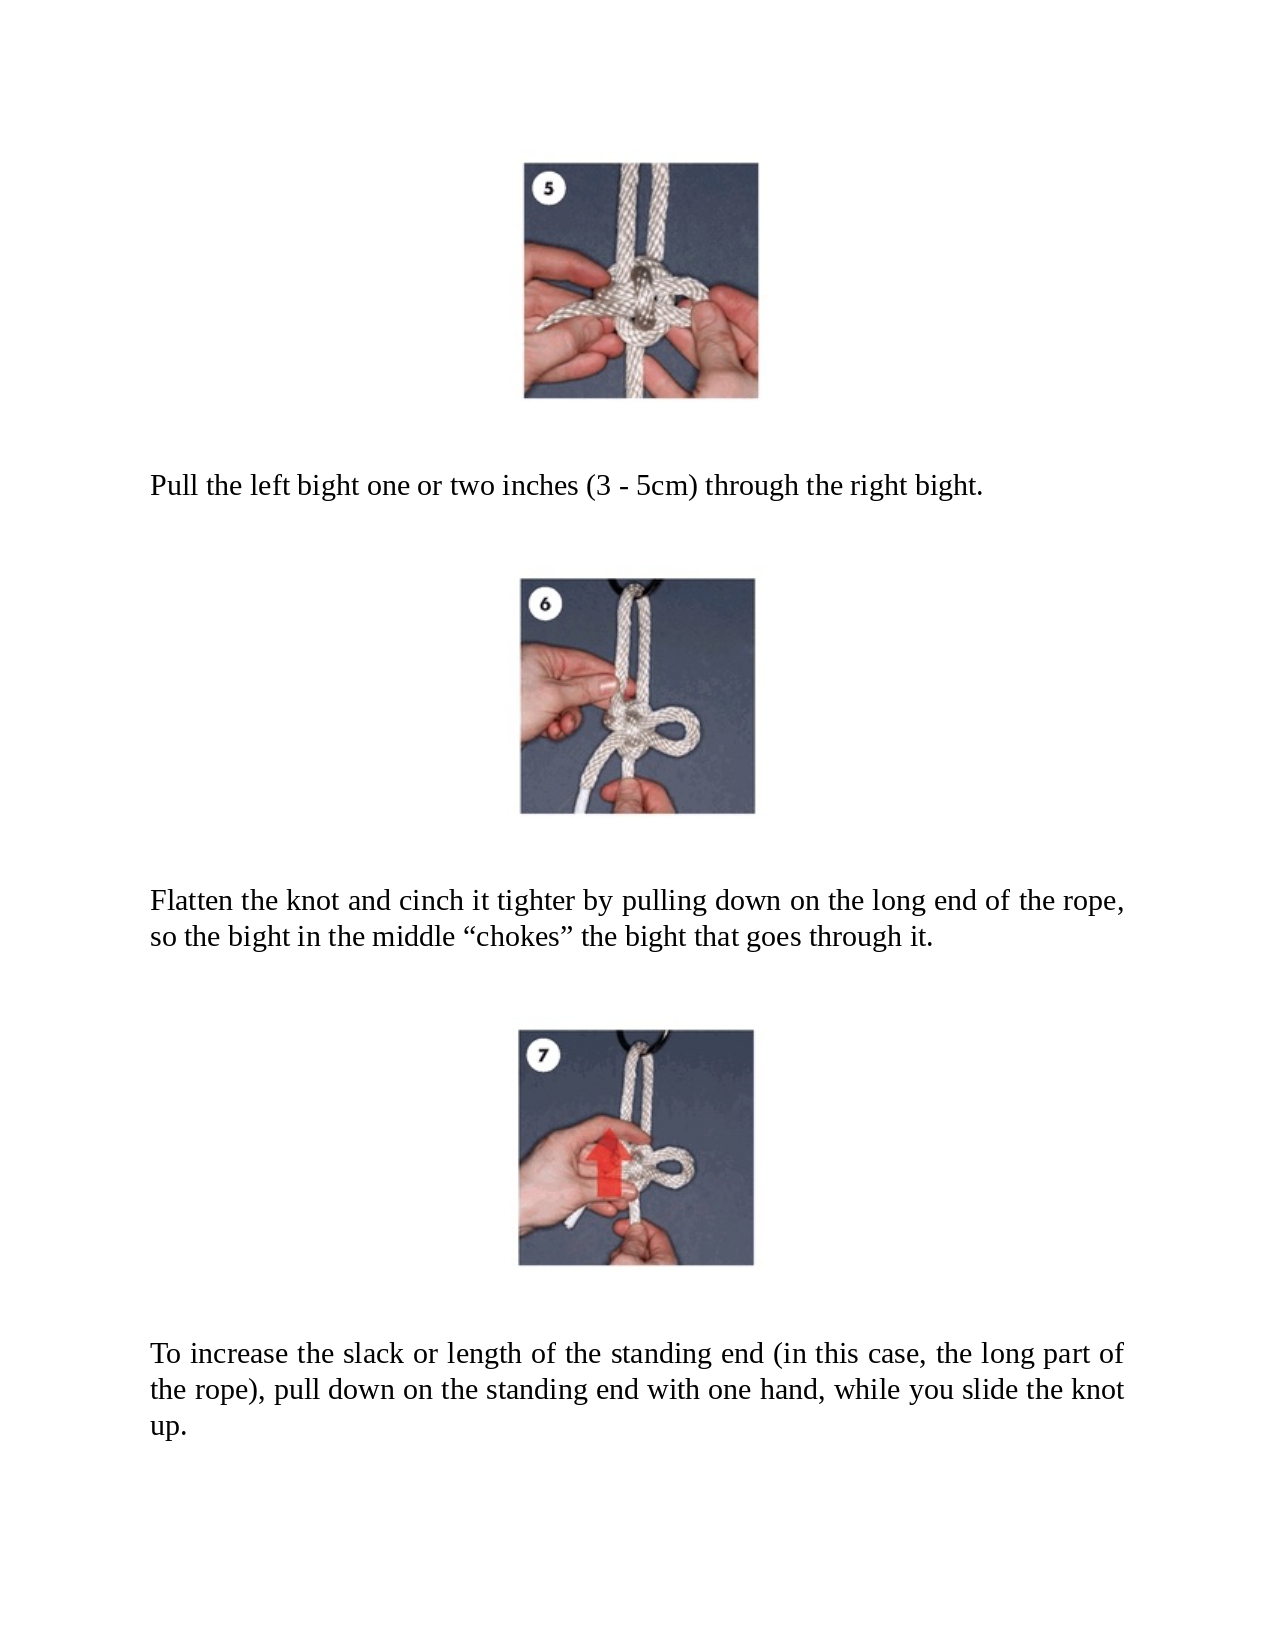 5
Pull the left bight one or two inches (3 - 5cm) through the right bight.
6
Flatten the knot and cinch it tighter by pulling down on the long end of the rope,
so the bight in the middle “chokes” the bight that goes through it.
7
To increase the slack or length of the standing end (in this case, the long part of
the rope), pull down on the standing end with one hand, while you slide the knot
up.